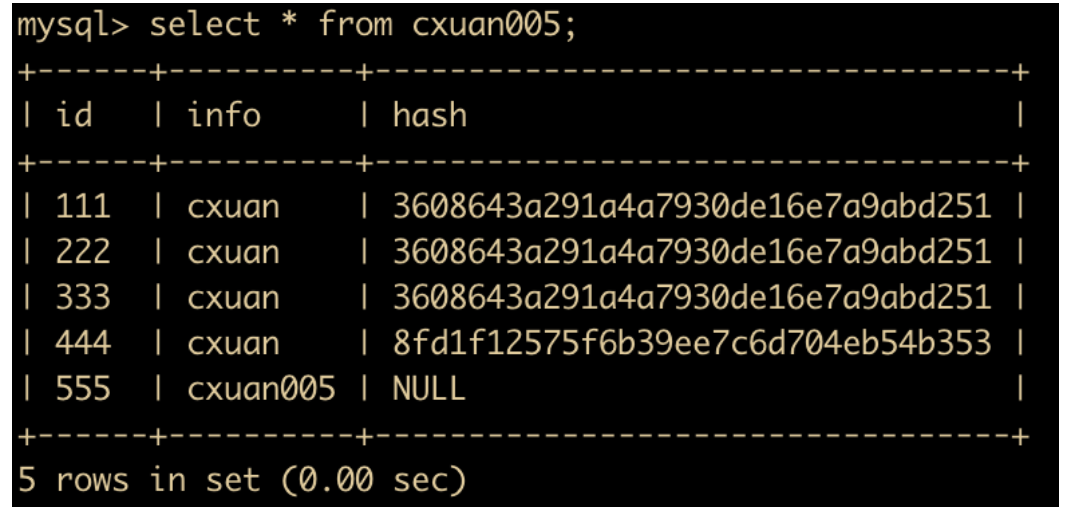 mysql> select * from cxuan005;
+------+----------+----------------------------------+
| id   | info     | hash                             |
+------+----------+----------------------------------+
| 111  | cxuan    | 3608643a291a4a7930de16e7a9abd251 |
| 222  | cxuan    | 3608643a291a4a7930de16e7a9abd251 |
| 333  | cxuan    | 3608643a291a4a7930de16e7a9abd251 |
| 444  | cxuan    | 8fd1f12575f6b39ee7c6d704eb54b353 |
| 555  | cxuan005 | NULL                             |
+------+----------+----------------------------------+
5 rows in set (0.00 sec)